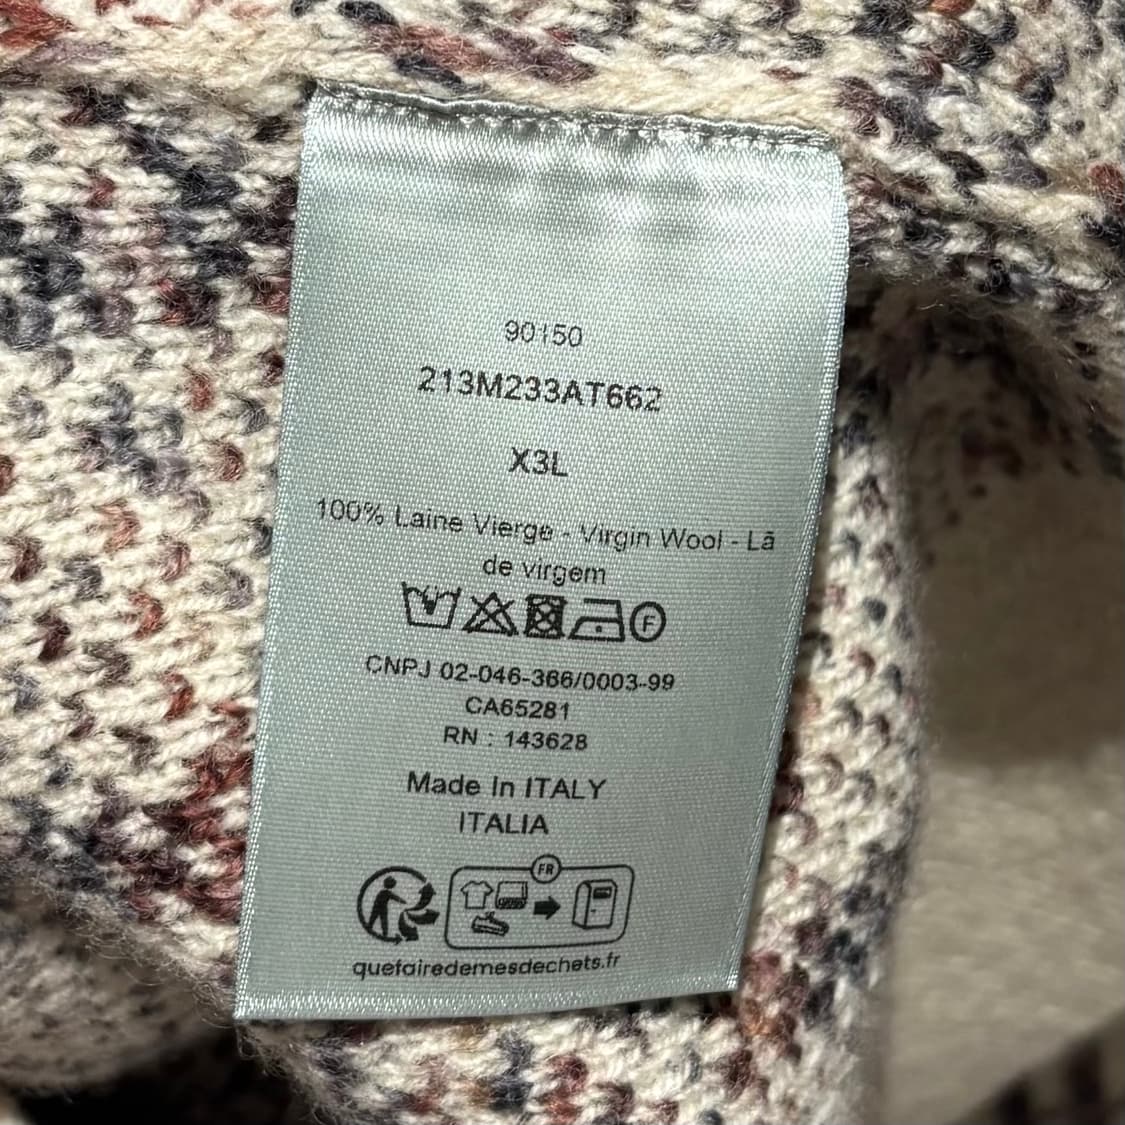 90150
213M233AT662
X3L
100% Laine Vierge - Virgin Wool - Lã
de virgem
F
CNPJ 02-046-366/0003-99
CA65281
RN : 143628
Made In ITALY
ITALIA
FR
quefairedemesdechets.fr